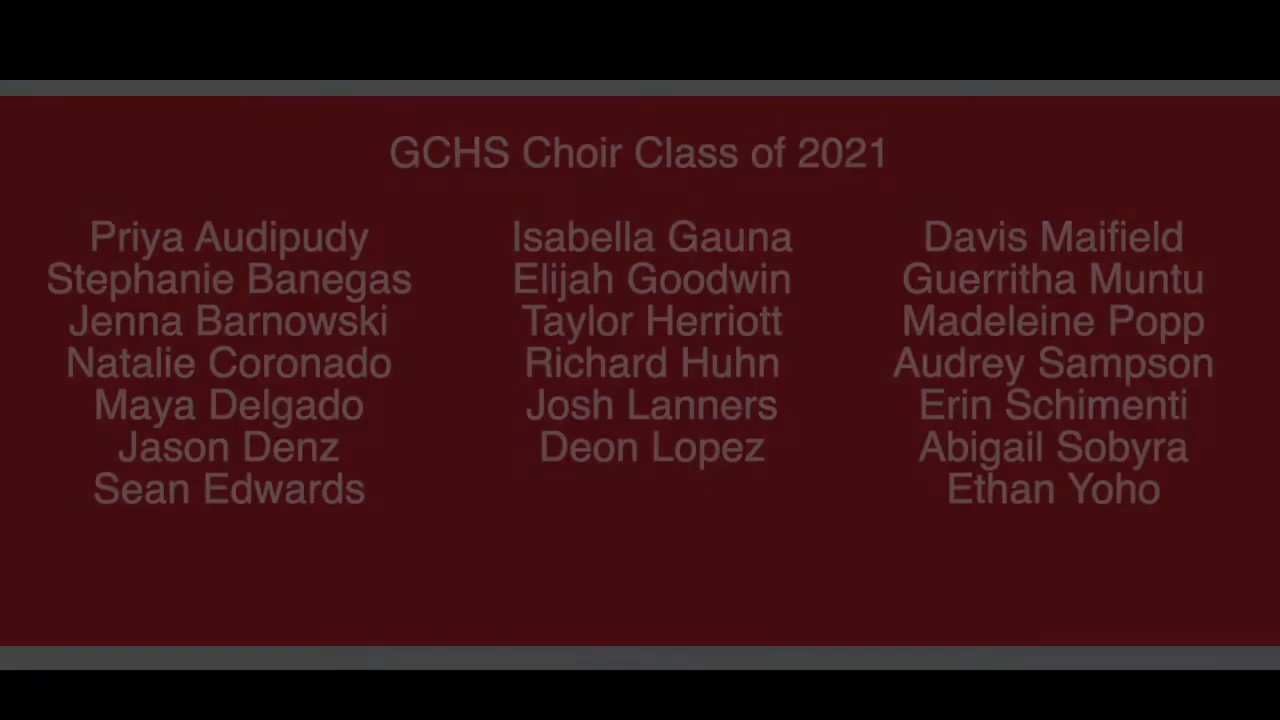 GCHS Choir Class of 2021
Priya Audipudy
Stephanie Banegas
Jenna Barnowski
Natalie Coronado
Maya Delgado
Jason Denz
Sean Edwards
Isabella Gauna
Elijah Goodwin
Taylor Herriott
Richard Huhn
Josh Lanners
Deon Lopez
Davis Maifield
Guerritha Muntu
Madeleine Popp
Audrey Sampson
Erin Schimenti
Abigail Sobyra
Ethan Yoho